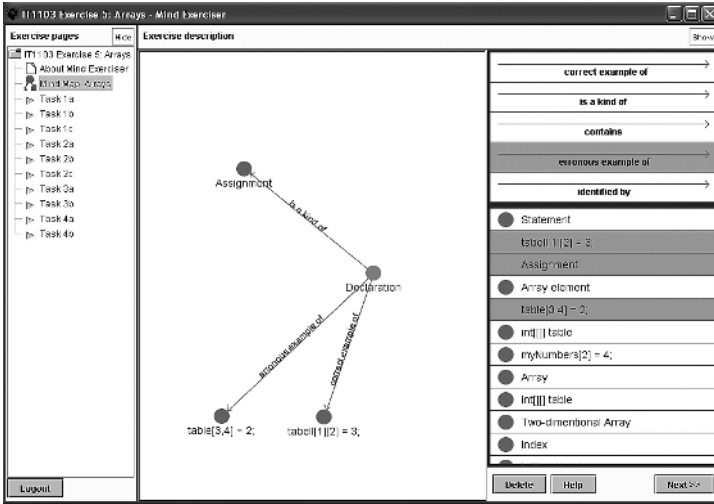 IT1103 Exercise 5: Arrays - Mind Exerciser
Exercise pages
Hide
Exercise description
Show
IT1103 Exercise 5: Arrays
About Mind Exerciser
Mind Map: Arrays
Task 1a
Task 1b
Task 1c
Task 2a
Task 2b
Task 2c
Task 3a
Task 3b
Task 4a
Task 4b
Logout
Assignment
is a kind of
Declaration
erronous example of
correct example of
table[3,4] = 2;
tabell[1][2] = 3;
correct example of
is a kind of
contains
erronous example of
identified by
Statement
tabell[1][2] = 3;
Assignment
Array element
table[3,4] = 2;
int[][] table
myNumbers[2] = 4;
Array
int[][] table
Two-dimentional Array
Index
Delete
Help
Next >>